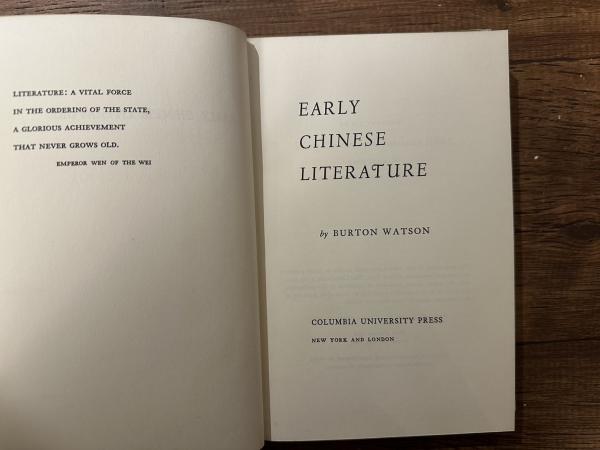 LITERATURE: A VITAL FORCE
IN THE ORDERING OF THE STATE,
A GLORIOUS ACHIEVEMENT
THAT NEVER GROWS OLD.
EMPEROR WEN OF THE WEI
EARLY
CHINESE
LITERATURE
by BURTON WATSON
COLUMBIA UNIVERSITY PRESS
NEW YORK AND LONDON